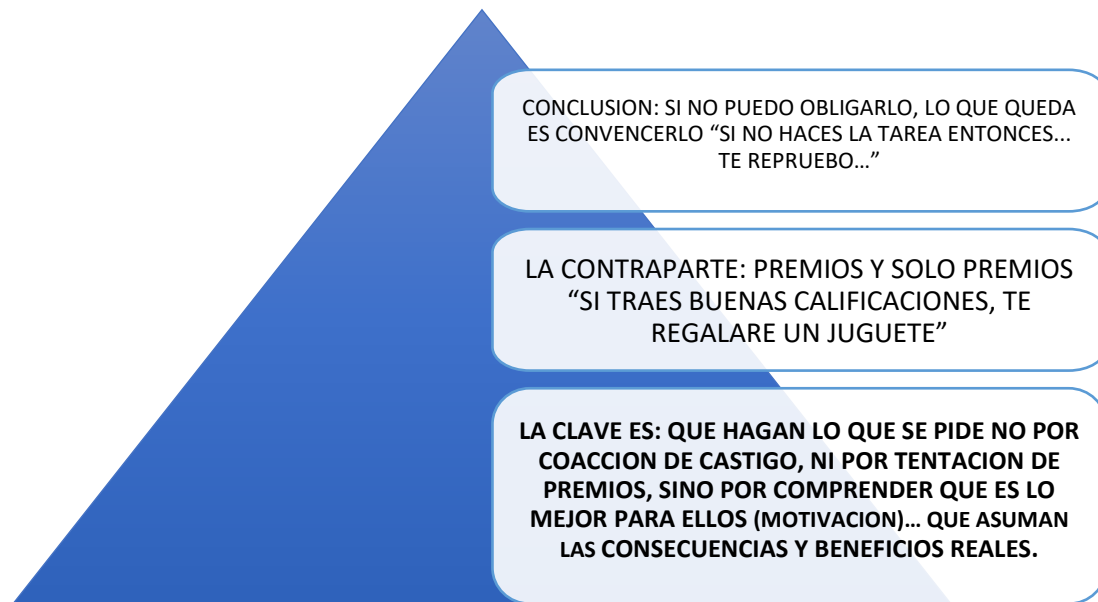 CONCLUSION: SI NO PUEDO OBLIGARLO, LO QUE QUEDA
ES CONVENCERLO “SI NO HACES LA TAREA ENTONCES...
TE REPRUEBO…”
LA CONTRAPARTE: PREMIOS Y SOLO PREMIOS
“SI TRAES BUENAS CALIFICACIONES, TE
REGALARE UN JUGUETE”
LA CLAVE ES: QUE HAGAN LO QUE SE PIDE NO POR
COACCION DE CASTIGO, NI POR TENTACION DE
PREMIOS, SINO POR COMPRENDER QUE ES LO
MEJOR PARA ELLOS (MOTIVACION)… QUE ASUMAN
LAS CONSECUENCIAS Y BENEFICIOS REALES.